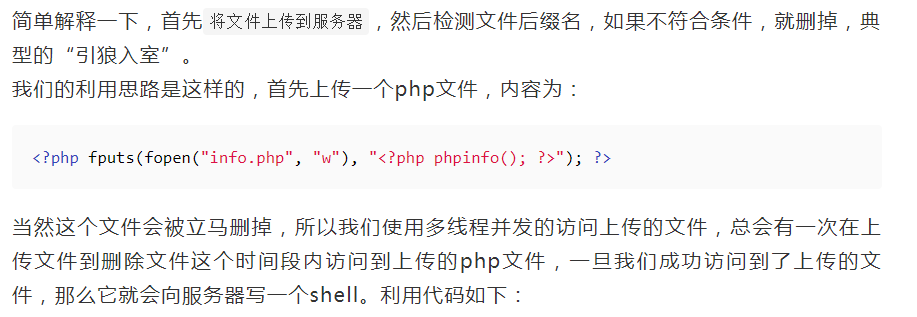 简单解释一下，首先将文件上传到服务器，然后检测文件后缀名，如果不符合条件，就删掉，典
型的“引狼入室”。
我们的利用思路是这样的，首先上传一个php文件，内容为：
<?php fputs(fopen("info.php", "w"), "<?php phpinfo(); ?>"); ?>
当然这个文件会被立马删掉，所以我们使用多线程并发的访问上传的文件，总会有一次在上
传文件到删除文件这个时间段内访问到上传的php文件，一旦我们成功访问到了上传的文
件，那么它就会向服务器写一个shell。利用代码如下：